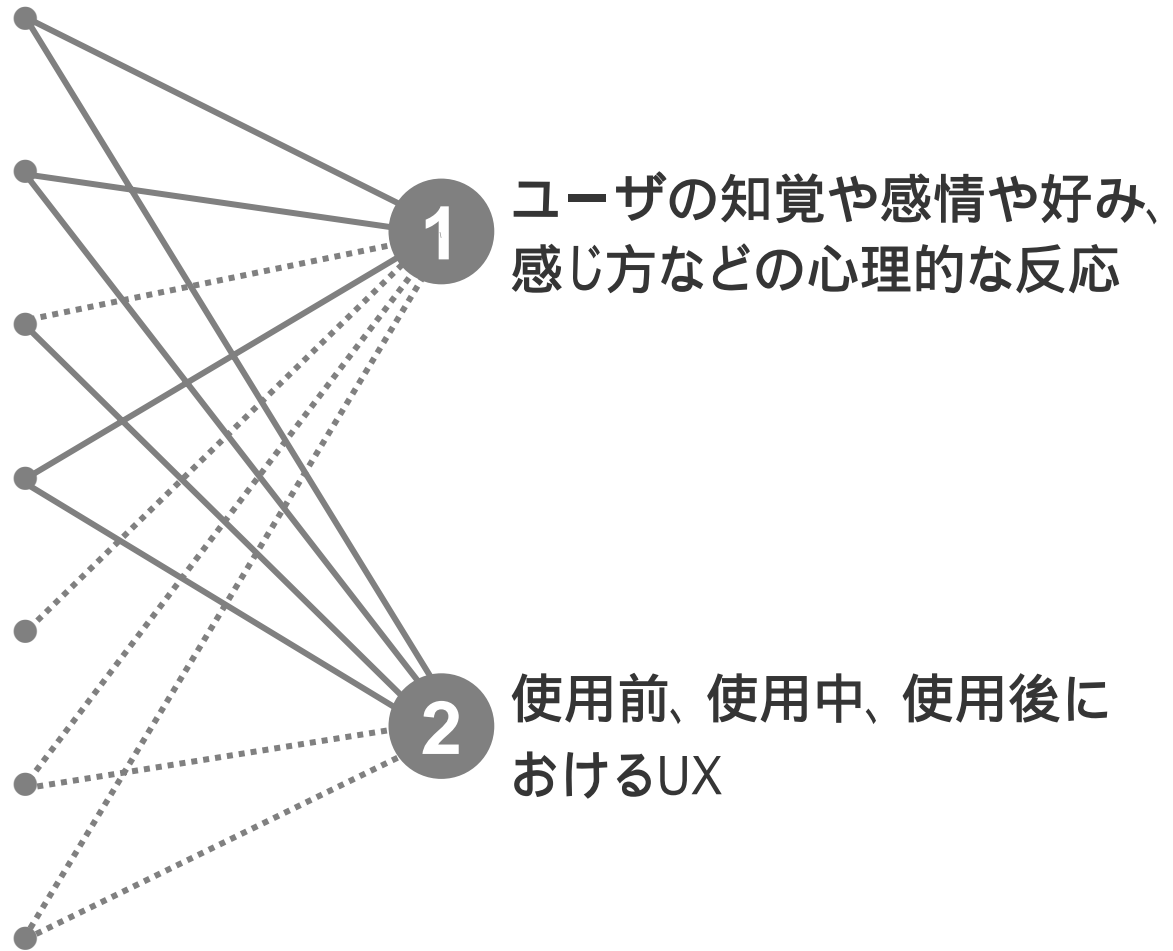 1
ユーザの知覚や感情や好み、
感じ方などの心理的な反応
2
使用前、使用中、使用後に
おけるUX